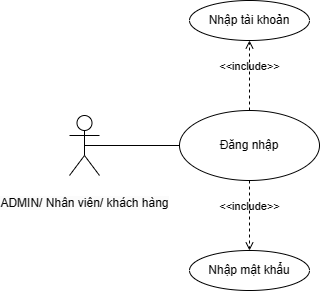 Nhập tài khoản
<<include>>
Đăng nhập
ADMIN/ Nhân viên/ khách hàng
<<include>>
Nhập mật khẩu